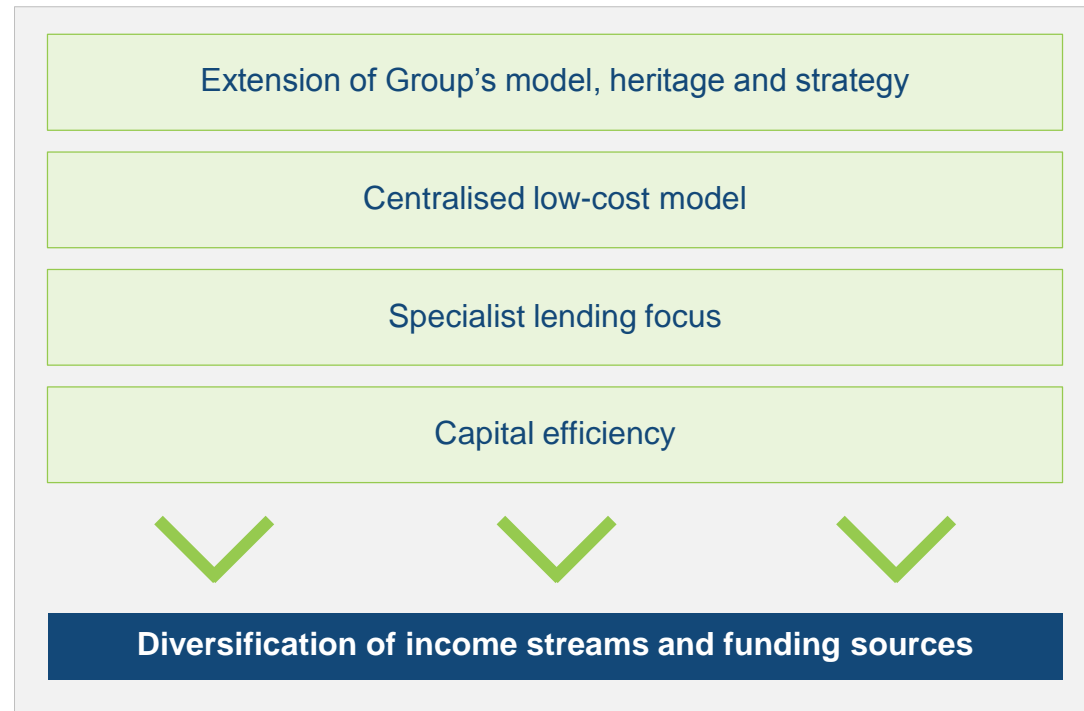 Extension of Group’s model, heritage and strategy
Centralised low-cost model
Specialist lending focus
Capital efficiency
Diversification of income streams and funding sources